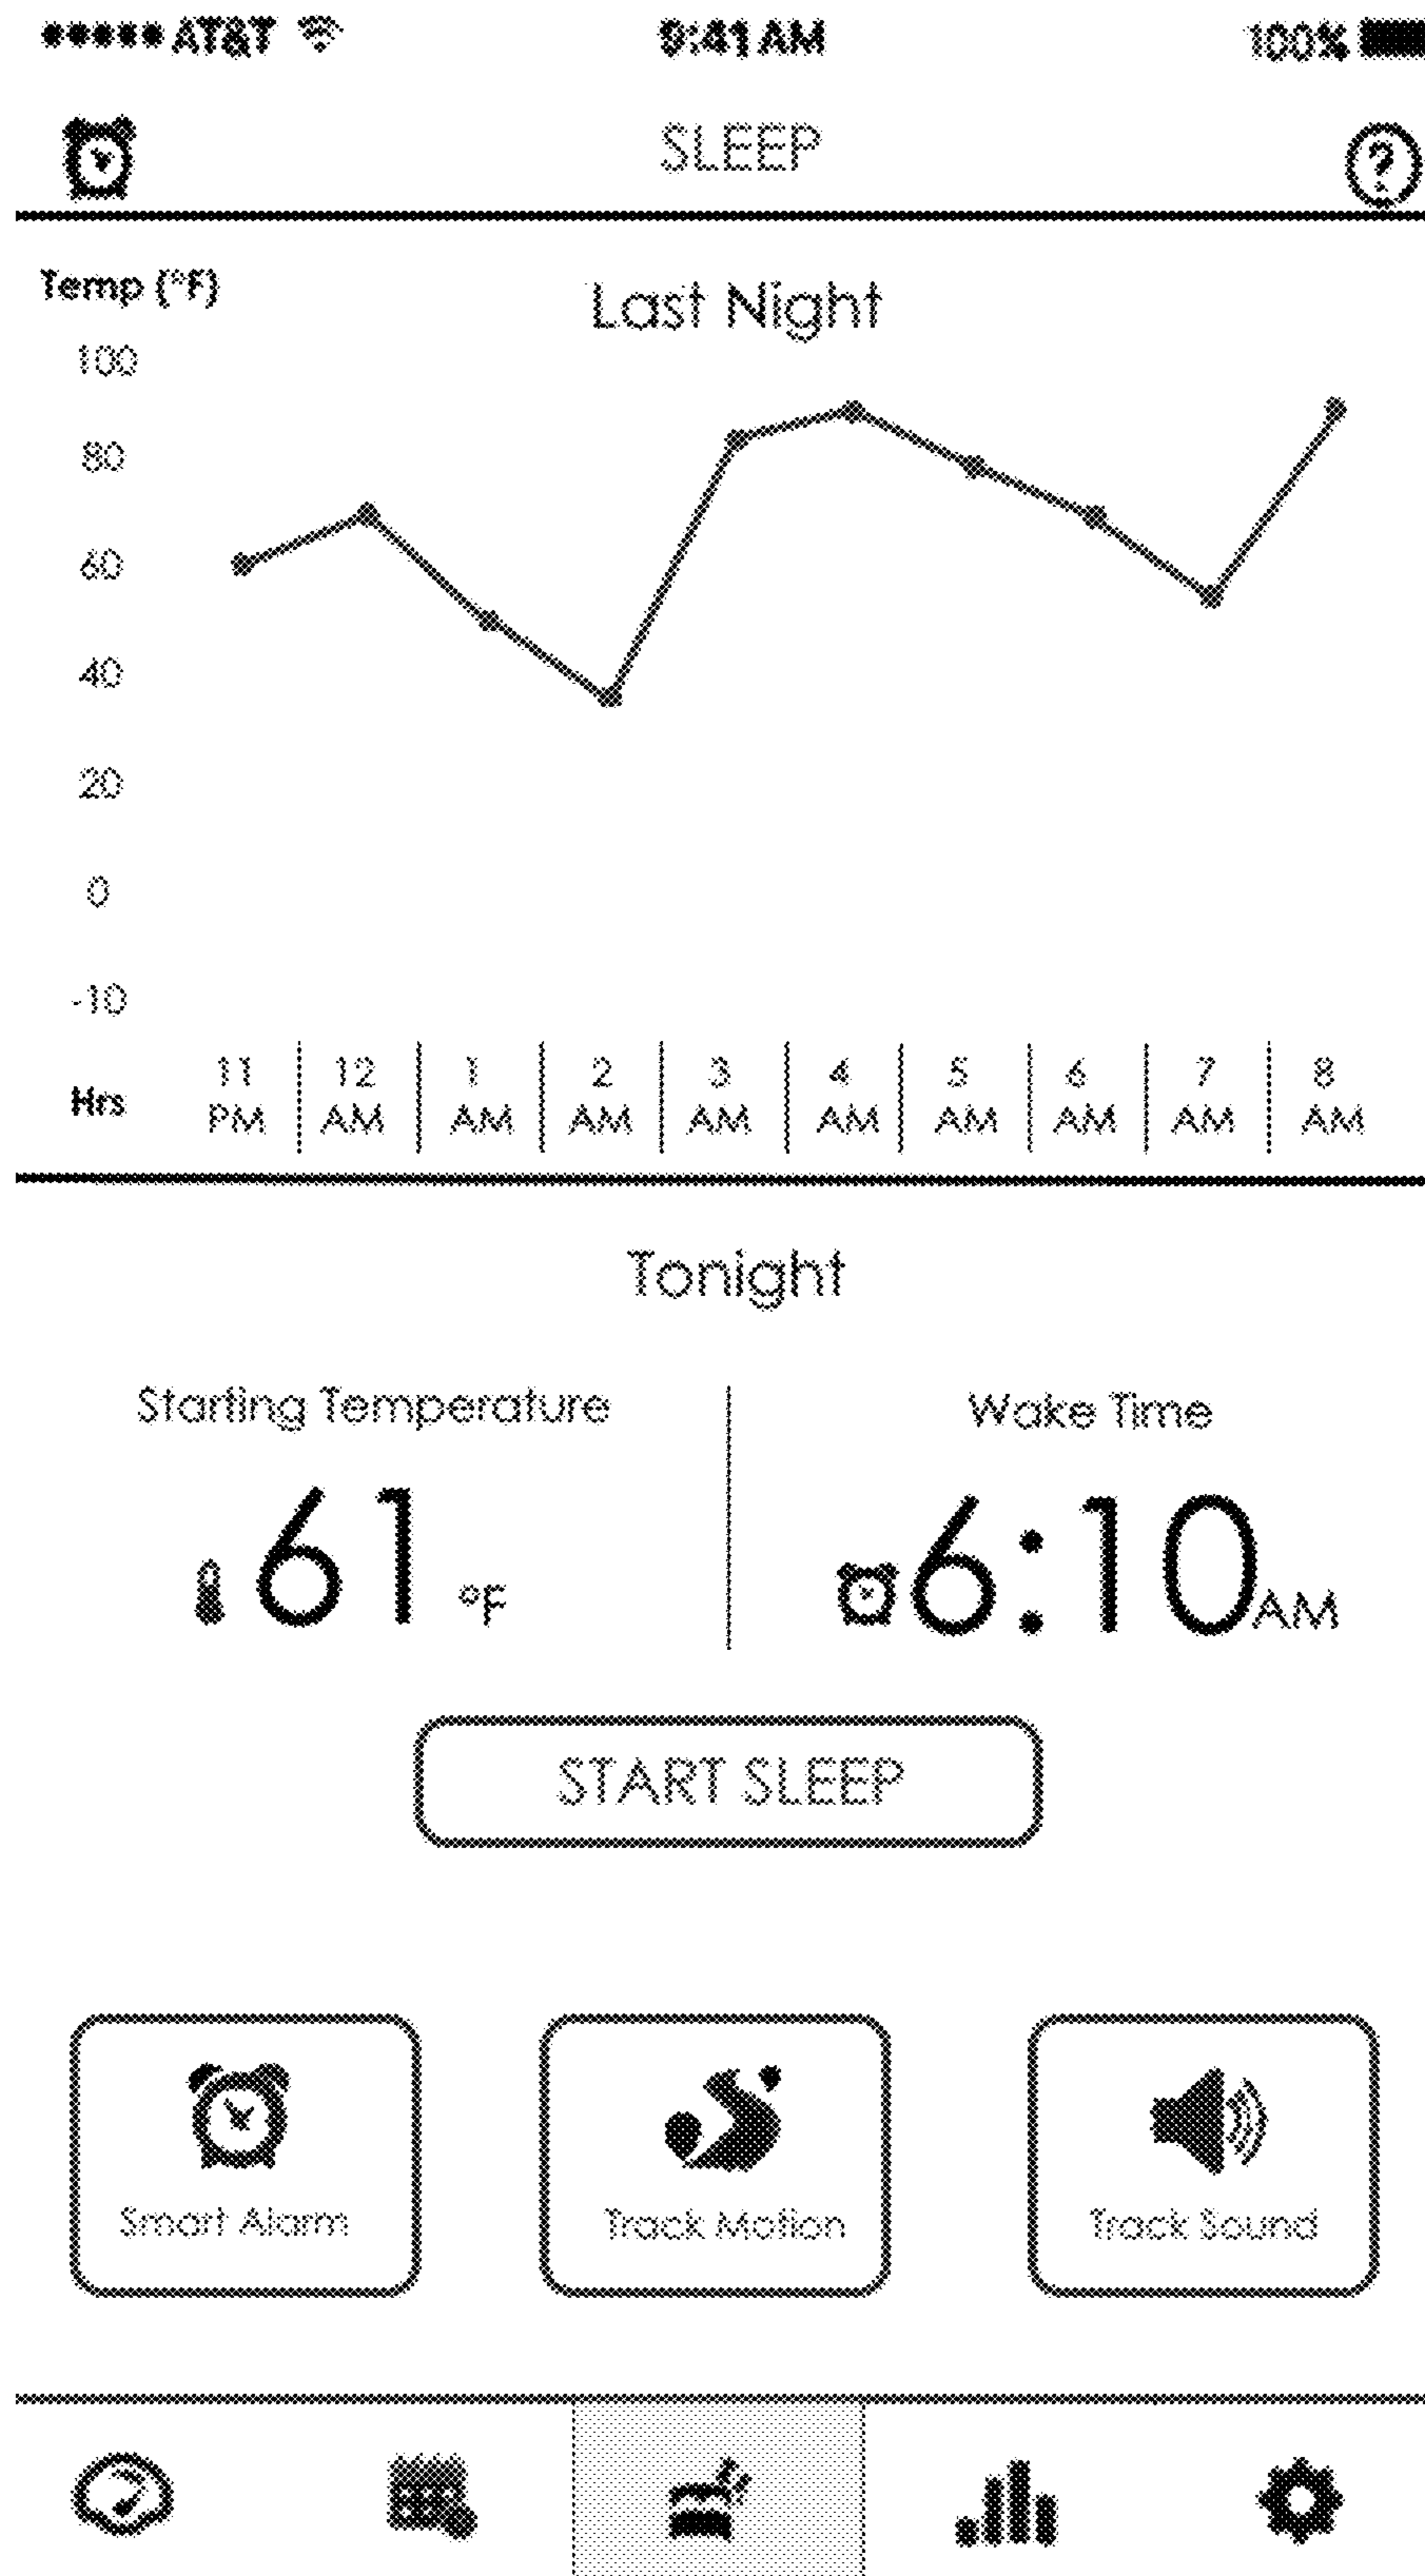 AT&T 9:41 AM 100%
SLEEP
Temp (°F)
Last Night
100
80
60
40
20
0
-10
Hrs
11 PM
12 AM
1 AM
2 AM
3 AM
4 AM
5 AM
6 AM
7 AM
8 AM
Tonight
Starting Temperature
Wake Time
61 °F
6:10 AM
START SLEEP
Smart Alarm
Track Motion
Track Sound